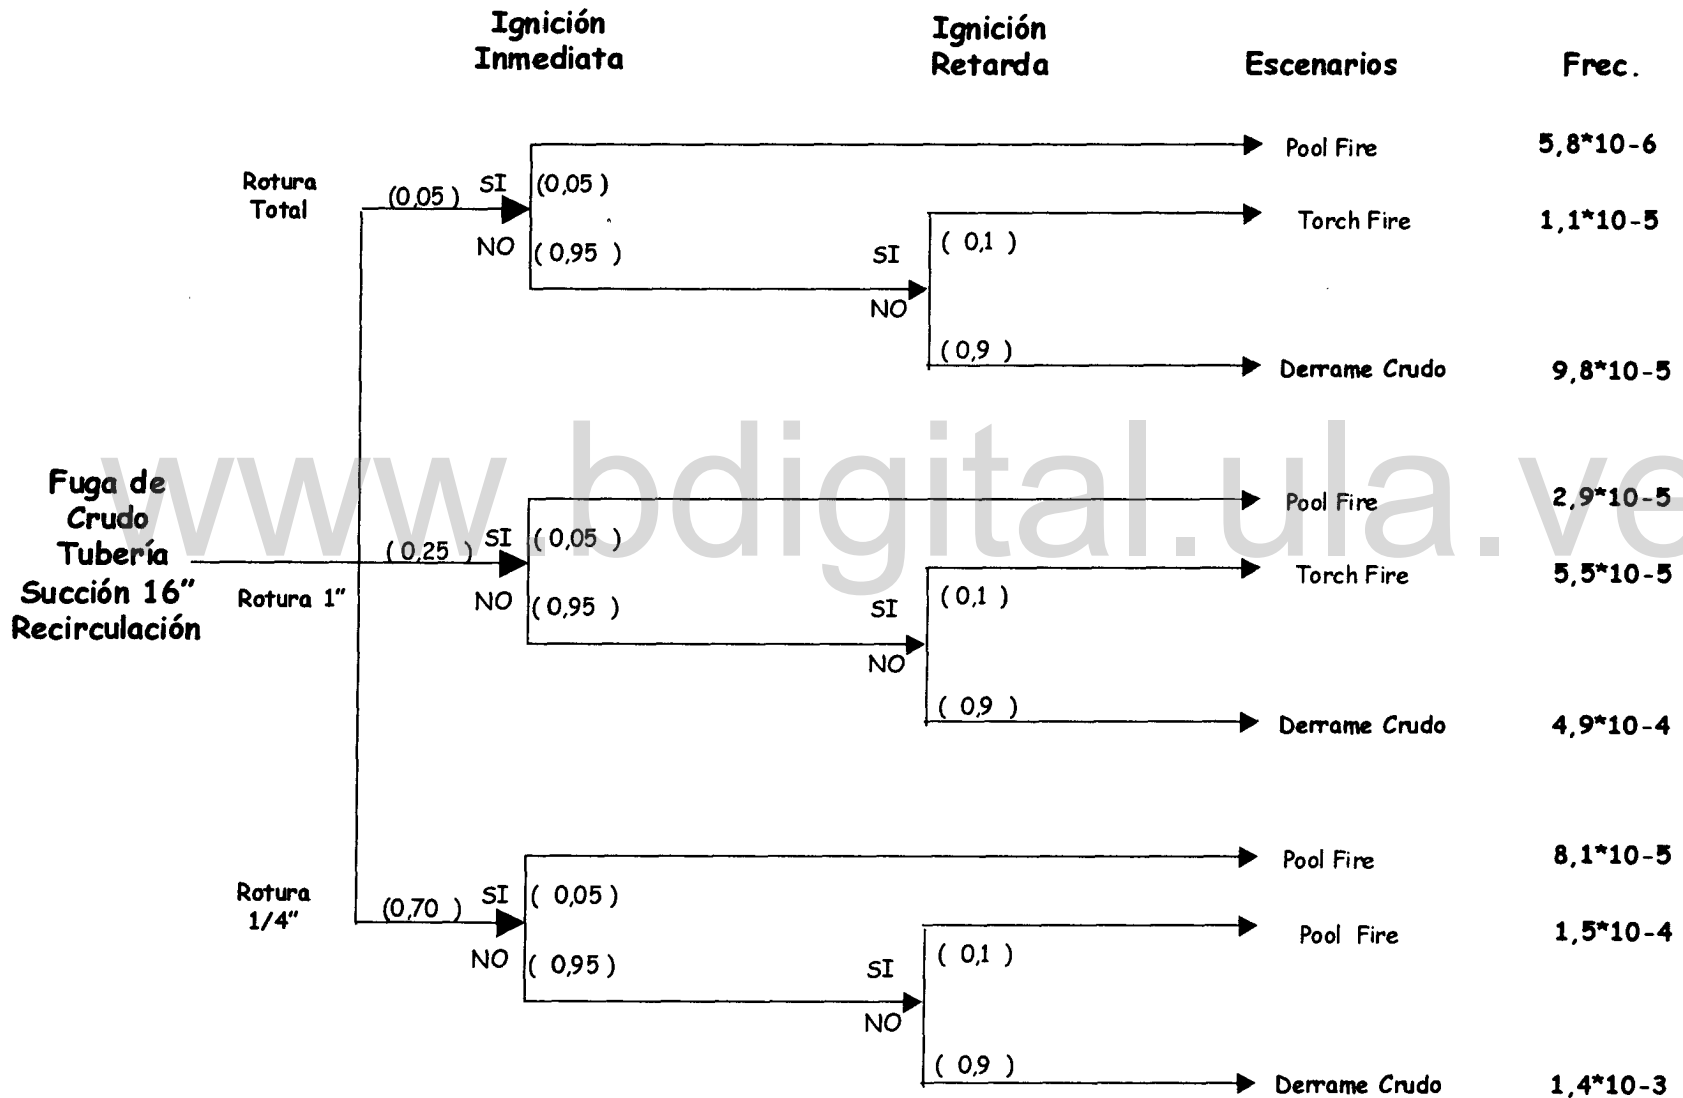 Ignición
Inmediata
Ignición
Retarda
Escenarios
Frec.
Rotura
Total
(0,05 )
SI
(0,05 )
NO
( 0,95 )
SI
( 0,1 )
NO
( 0,9 )
Pool Fire
5,8*10-6
Torch Fire
1,1*10-5
Derrame Crudo
9,8*10-5
www.bdigital.ula.ve
Fuga de
Crudo
Tubería
Succión 16"
Recirculación
Rotura 1"
( 0,25 )
SI
( 0,05 )
NO
( 0,95 )
SI
( 0,1 )
NO
( 0,9 )
Pool Fire
2,9*10-5
Torch Fire
5,5*10-5
Derrame Crudo
4,9*10-4
Rotura
1/4"
(0,70 )
SI
( 0,05 )
NO
( 0,95 )
SI
( 0,1 )
NO
( 0,9 )
Pool Fire
8,1*10-5
Pool Fire
1,5*10-4
Derrame Crudo
1,4*10-3